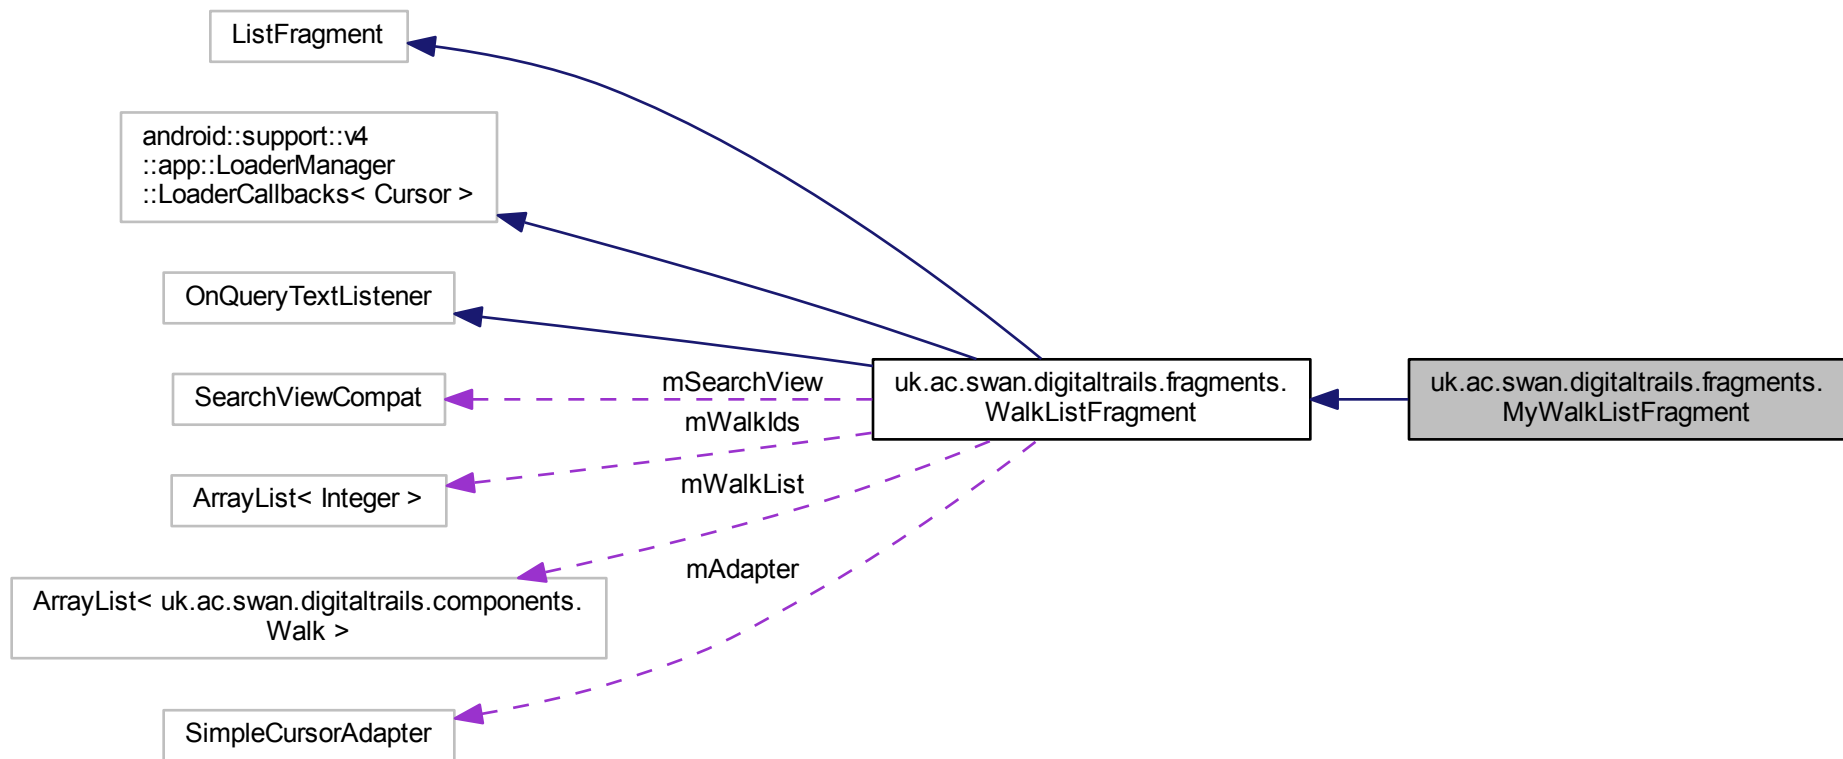 ListFragment
android::support::v4
::app::LoaderManager
::LoaderCallbacks< Cursor >
OnQueryTextListener
SearchViewCompat
ArrayList< Integer >
ArrayList< uk.ac.swan.digitaltrails.components.
Walk >
SimpleCursorAdapter
mSearchView
mWalkIds
mWalkList
mAdapter
uk.ac.swan.digitaltrails.fragments.
WalkListFragment
uk.ac.swan.digitaltrails.fragments.
MyWalkListFragment